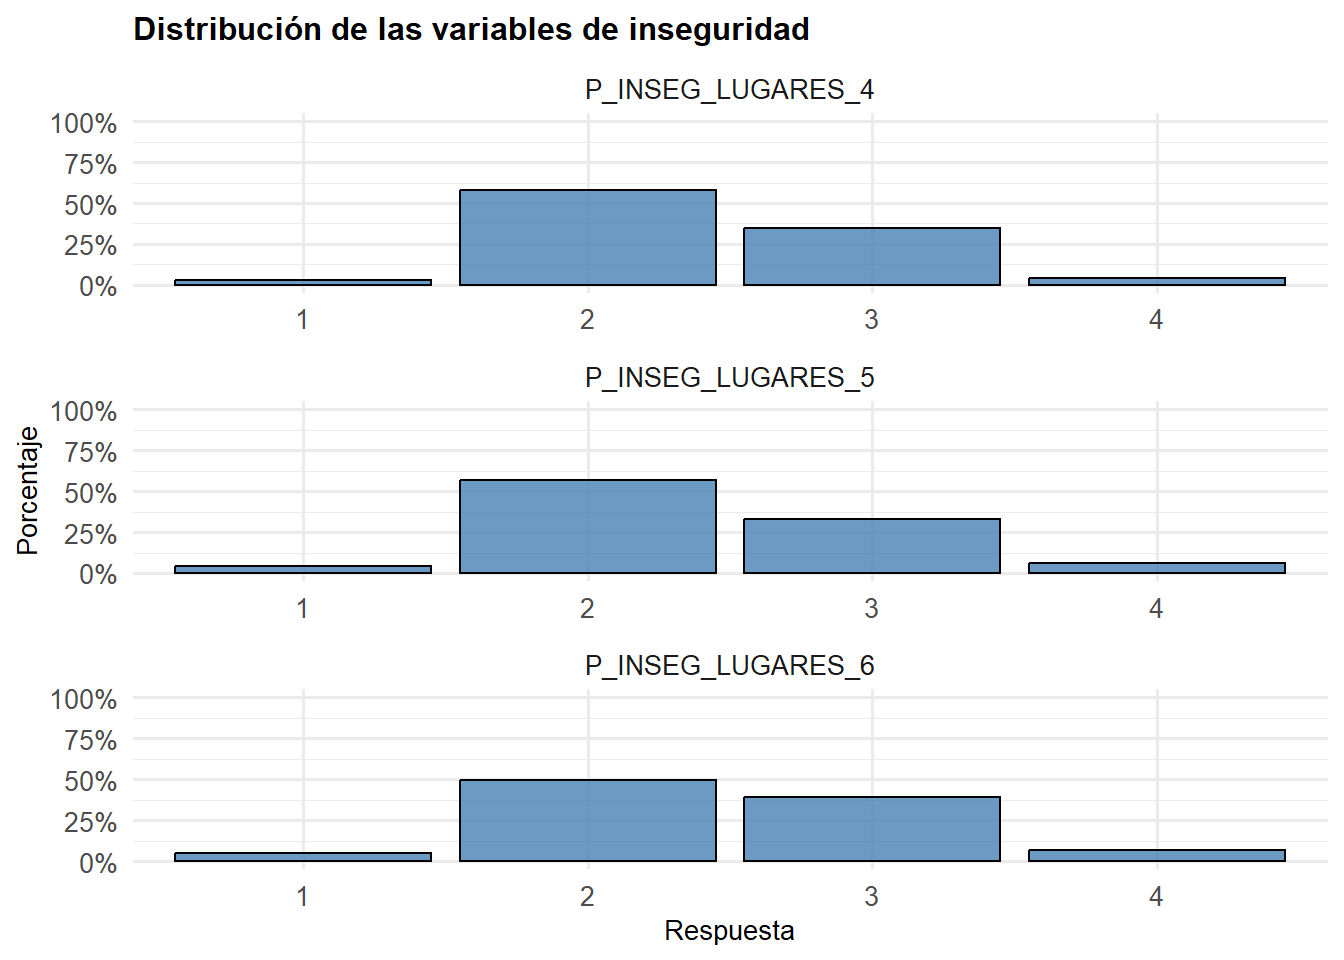 Distribución de las variables de inseguridad
P_INSEG_LUGARES_4
100%
75%
50%
25%
0%
1 2 3 4
P_INSEG_LUGARES_5
Porcentaje
100%
75%
50%
25%
0%
1 2 3 4
P_INSEG_LUGARES_6
100%
75%
50%
25%
0%
1 2 3 4
Respuesta